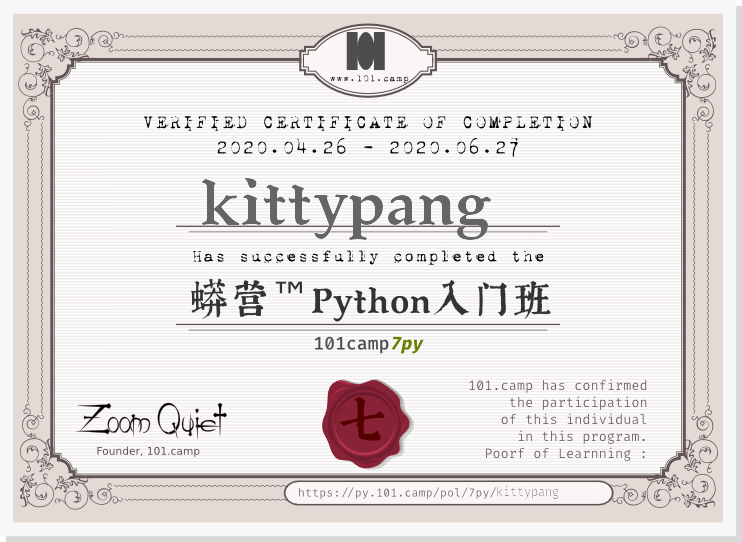 www.101.camp
VERIFIED CERTIFICATE OF COMPLETION
2020.04.26 - 2020.06.27
kittypang
Has successfully completed the
蟒营™Python入门班
101camp7py
101.camp has confirmed
the participation
of this individual
in this program.
Poorf of Learnning :
Zoom Quiet
Founder, 101.camp
七
https://py.101.camp/pol/7py/kittypang